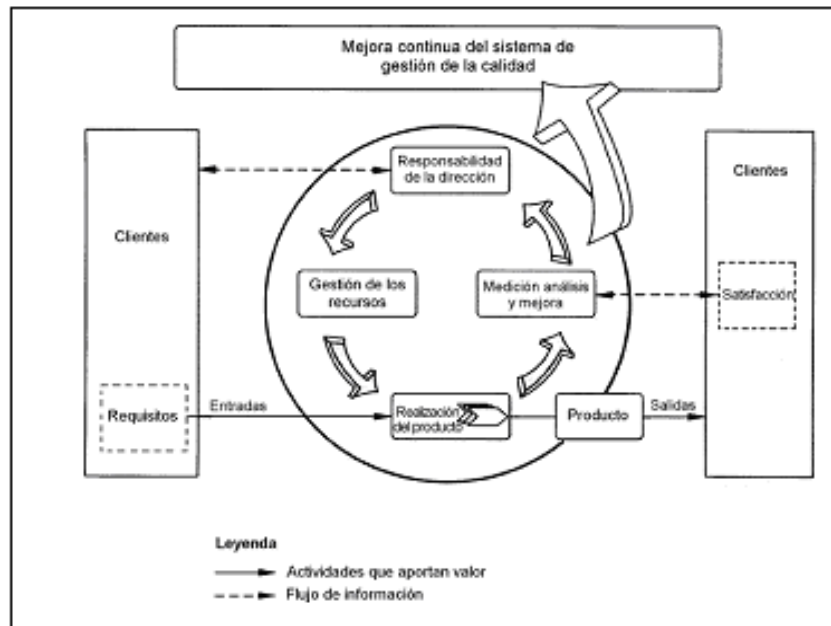 Mejora continua del sistema de
gestión de la calidad
Responsabilidad
de la dirección
Clientes
Clientes
Gestión de los
recursos
Medición análisis
y mejora
Satisfacción
Requisitos
Entradas
Realización
del producto
Producto
Salidas
Leyenda
Actividades que aportan valor
Flujo de información